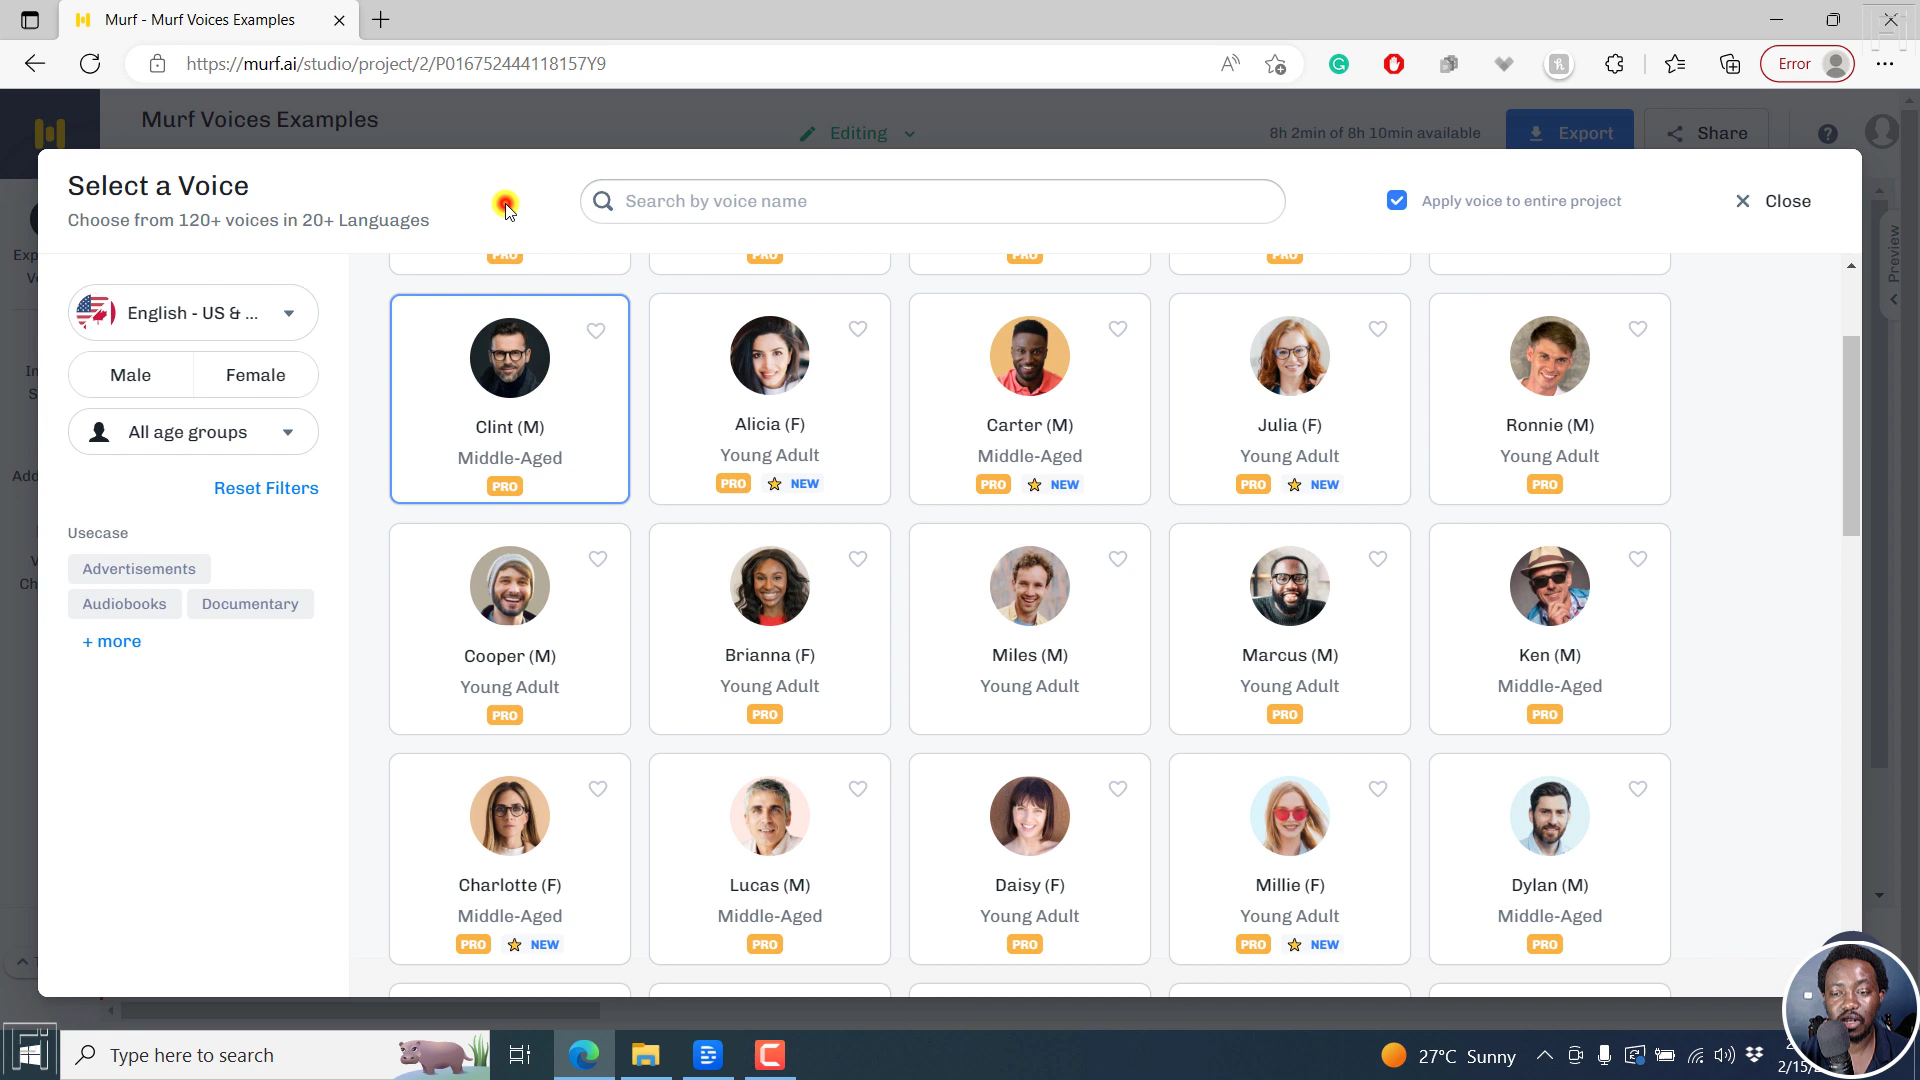 Murf - Murf Voices Examples
https://murf.ai/studio/project/2/P016752444118157Y9
Error
Murf Voices Examples
Editing
8h 2min of 8h 10min available
Export
Share
Select a Voice
Choose from 120+ voices in 20+ Languages
Search by voice name
Apply voice to entire project
Close
Preview
PRO PRO PRO PRO
English - US & ...
Male
Female
All age groups
Reset Filters
Usecase
Advertisements
Audiobooks
Documentary
+ more
Clint (M)
Middle-Aged
PRO
Alicia (F)
Young Adult
PRO NEW
Carter (M)
Middle-Aged
PRO NEW
Julia (F)
Young Adult
PRO NEW
Ronnie (M)
Young Adult
PRO
Cooper (M)
Young Adult
PRO
Brianna (F)
Young Adult
PRO
Miles (M)
Young Adult
Marcus (M)
Young Adult
PRO
Ken (M)
Middle-Aged
PRO
Charlotte (F)
Middle-Aged
PRO NEW
Lucas (M)
Middle-Aged
PRO
Daisy (F)
Young Adult
PRO
Millie (F)
Young Adult
PRO NEW
Dylan (M)
Middle-Aged
PRO
Type here to search
27°C Sunny